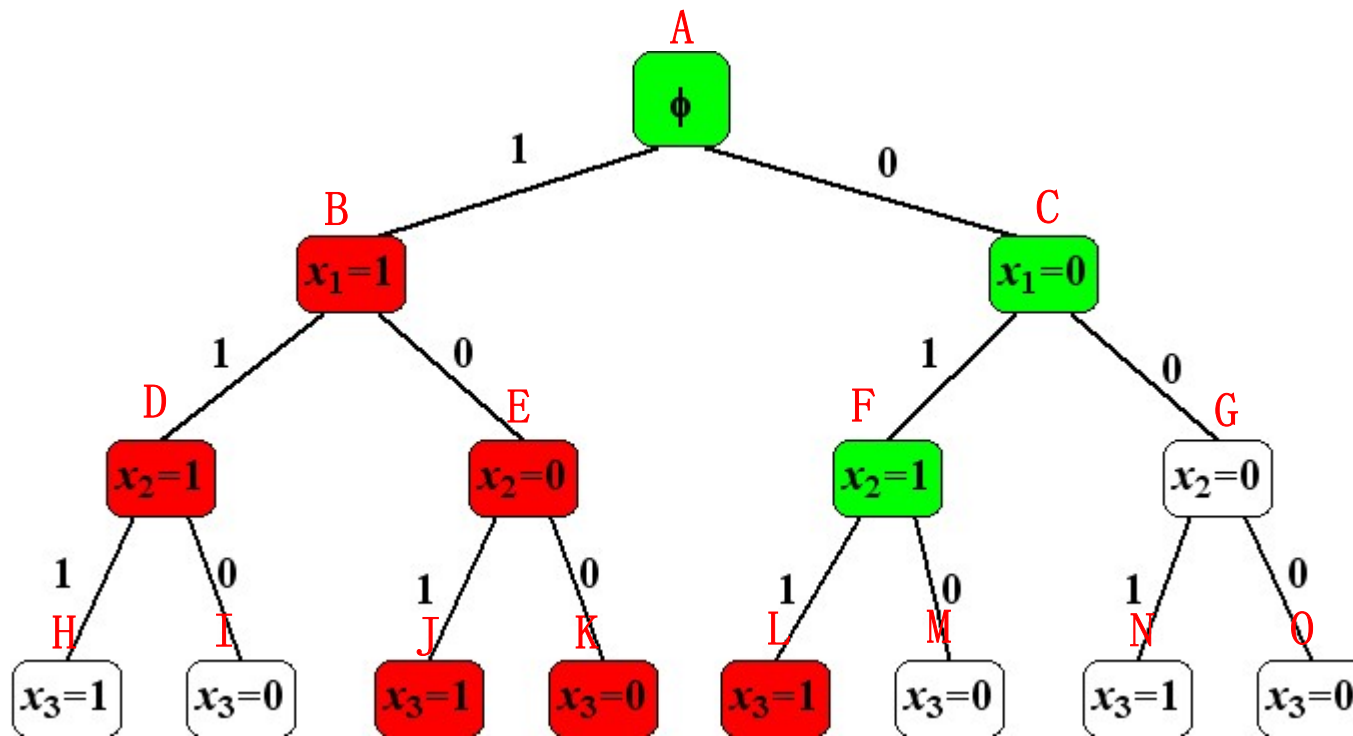 A
ϕ
1 0
B C
x₁=1 x₁=0
1 0 1 0
D E F G
x₂=1 x₂=0 x₂=1 x₂=0
1 0 1 0 1 0 1 0
H I J K L M N O
x₃=1 x₃=0 x₃=1 x₃=0 x₃=1 x₃=0 x₃=1 x₃=0